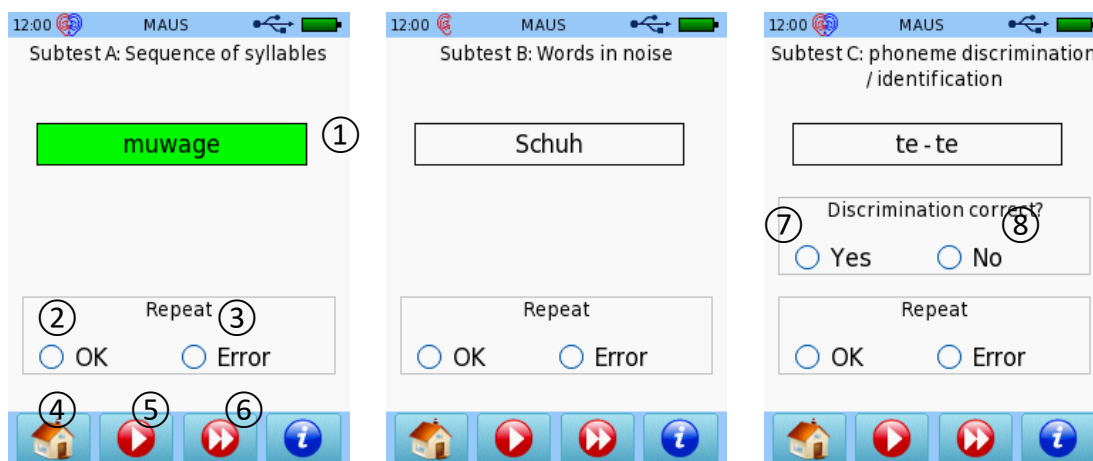 12:00 MAUS
Subtest A: Sequence of syllables
muwage
①
Repeat
② ③
OK Error
④ ⑤ ⑥
i
12:00 MAUS
Subtest B: Words in noise
Schuh
Repeat
OK Error
i
12:00 MAUS
Subtest C: phoneme discrimination
/ identification
te - te
Discrimination correct?
⑦ ⑧
Yes No
Repeat
OK Error
i